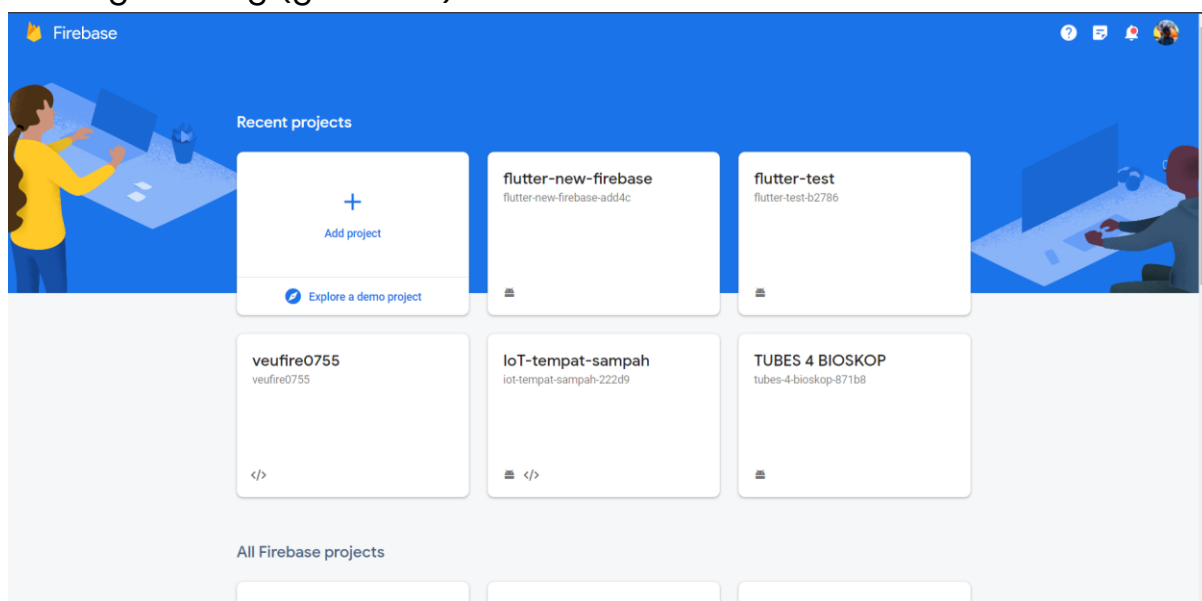 Firebase
Recent projects
Add project
Explore a demo project
flutter-new-firebase
flutter-new-firebase-add4c
flutter-test
flutter-test-b2786
veufire0755
veufire0755
</>
IoT-tempat-sampah
iot-tempat-sampah-222d9
</>
TUBES 4 BIOSKOP
tubes-4-bioskop-871b8
All Firebase projects